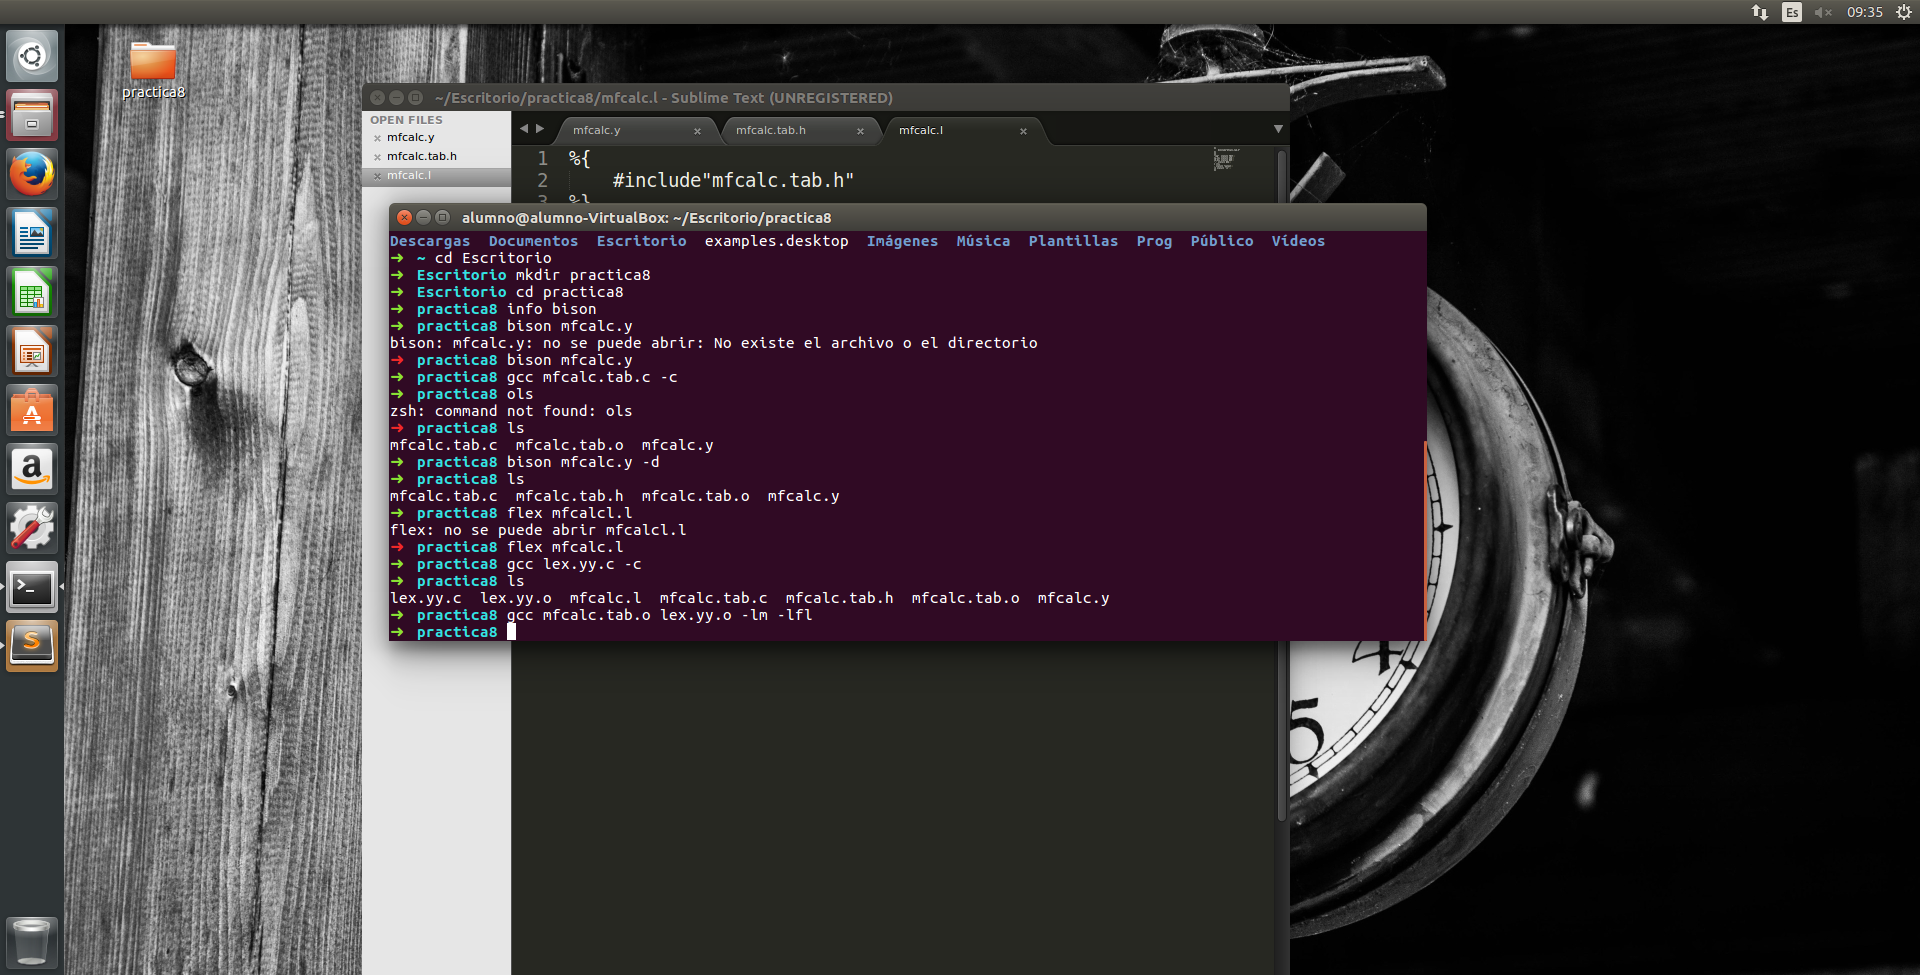 Es 09:35
practica8
~/Escritorio/practica8/mfcalc.l - Sublime Text (UNREGISTERED)
OPEN FILES
mfcalc.y
mfcalc.tab.h
mfcalc.l
mfcalc.y mfcalc.tab.h mfcalc.l
1 %{
2 #include"mfcalc.tab.h"
3 %}
alumno@alumno-VirtualBox: ~/Escritorio/practica8
Descargas Documentos Escritorio examples.desktop Imágenes Música Plantillas Prog Público Vídeos
➜ ~ cd Escritorio
➜ Escritorio mkdir practica8
➜ Escritorio cd practica8
➜ practica8 info bison
➜ practica8 bison mfcalc.y
bison: mfcalc.y: no se puede abrir: No existe el archivo o el directorio
➜ practica8 bison mfcalc.y
➜ practica8 gcc mfcalc.tab.c -c
➜ practica8 ols
zsh: command not found: ols
➜ practica8 ls
mfcalc.tab.c mfcalc.tab.o mfcalc.y
➜ practica8 bison mfcalc.y -d
➜ practica8 ls
mfcalc.tab.c mfcalc.tab.h mfcalc.tab.o mfcalc.y
➜ practica8 flex mfcalcl.l
flex: no se puede abrir mfcalcl.l
➜ practica8 flex mfcalc.l
➜ practica8 gcc lex.yy.c -c
➜ practica8 ls
lex.yy.c lex.yy.o mfcalc.l mfcalc.tab.c mfcalc.tab.h mfcalc.tab.o mfcalc.y
➜ practica8 gcc mfcalc.tab.o lex.yy.o -lm -lfl
➜ practica8
4
5